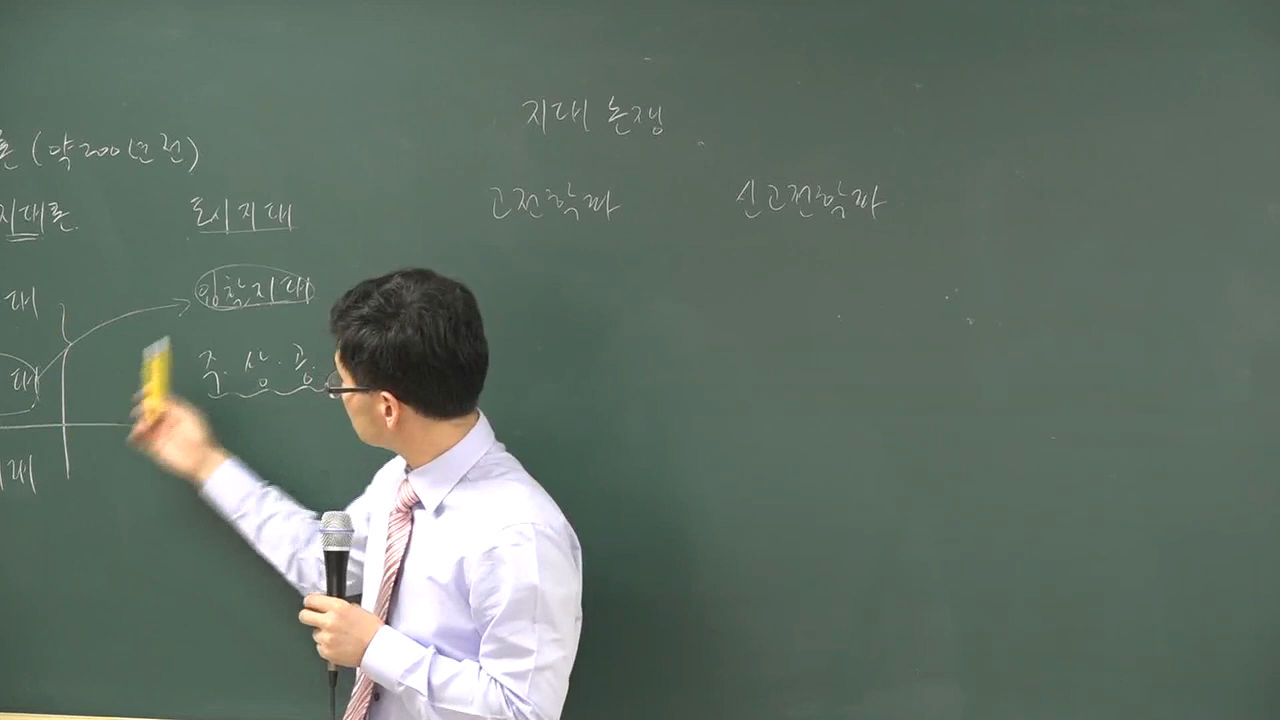 지대 논쟁
론 (약 200년 전)
지대론. 도시지대
고전학파 신고전학파
대 입찰지대
대 주. 상. 공.
대